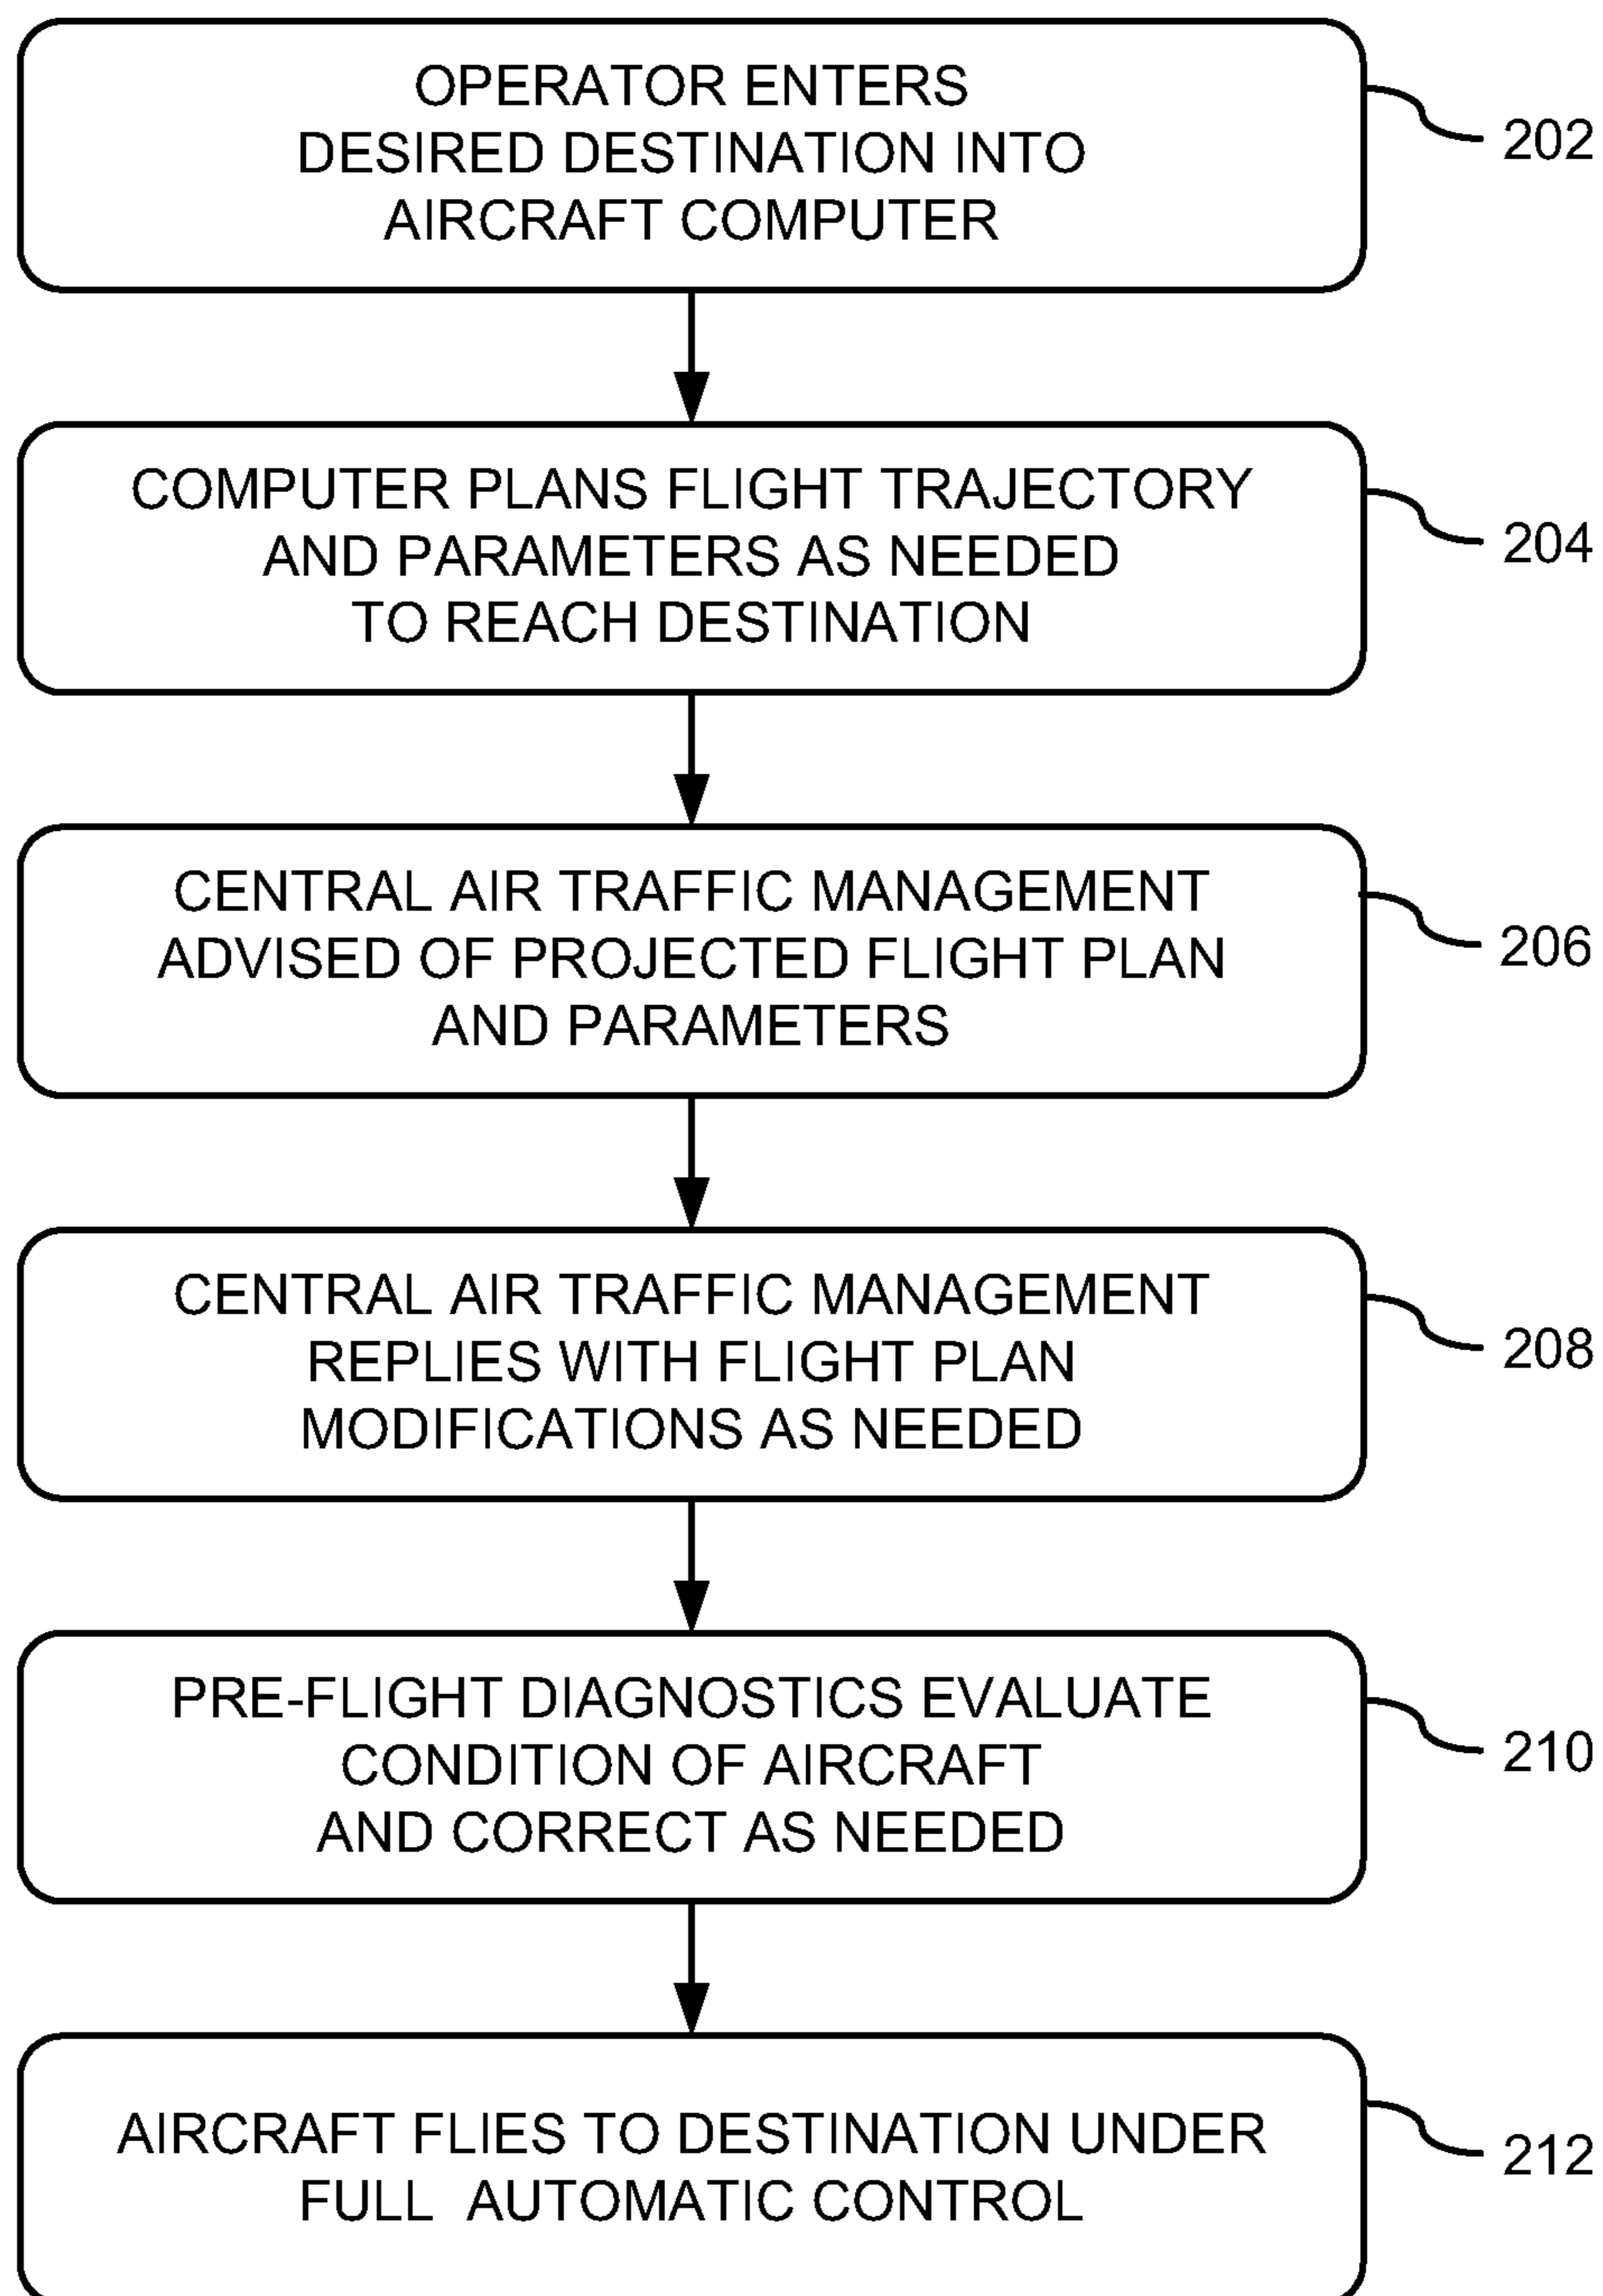 OPERATOR ENTERS
DESIRED DESTINATION INTO
AIRCRAFT COMPUTER
202
COMPUTER PLANS FLIGHT TRAJECTORY
AND PARAMETERS AS NEEDED
TO REACH DESTINATION
204
CENTRAL AIR TRAFFIC MANAGEMENT
ADVISED OF PROJECTED FLIGHT PLAN
AND PARAMETERS
206
CENTRAL AIR TRAFFIC MANAGEMENT
REPLIES WITH FLIGHT PLAN
MODIFICATIONS AS NEEDED
208
PRE-FLIGHT DIAGNOSTICS EVALUATE
CONDITION OF AIRCRAFT
AND CORRECT AS NEEDED
210
AIRCRAFT FLIES TO DESTINATION UNDER
FULL AUTOMATIC CONTROL
212